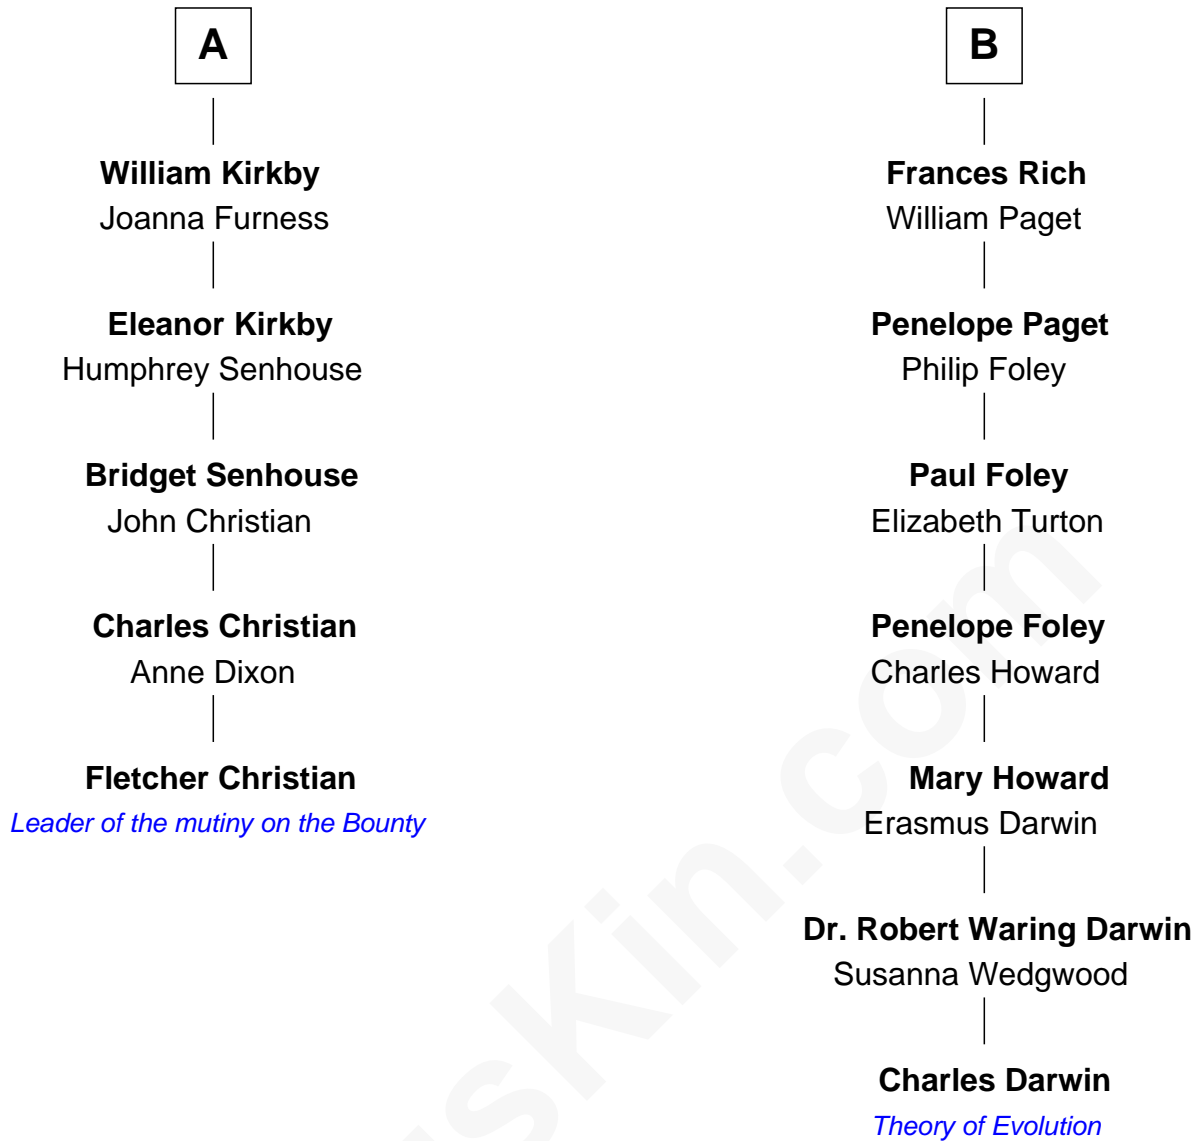 A
William Kirkby
Joanna Furness
Eleanor Kirkby
Humphrey Senhouse
Bridget Senhouse
John Christian
Charles Christian
Anne Dixon
Fletcher Christian
Leader of the mutiny on the Bounty
B
Frances Rich
William Paget
Penelope Paget
Philip Foley
Paul Foley
Elizabeth Turton
Penelope Foley
Charles Howard
Mary Howard
Erasmus Darwin
Dr. Robert Waring Darwin
Susanna Wedgwood
Charles Darwin
Theory of Evolution
usKin.com